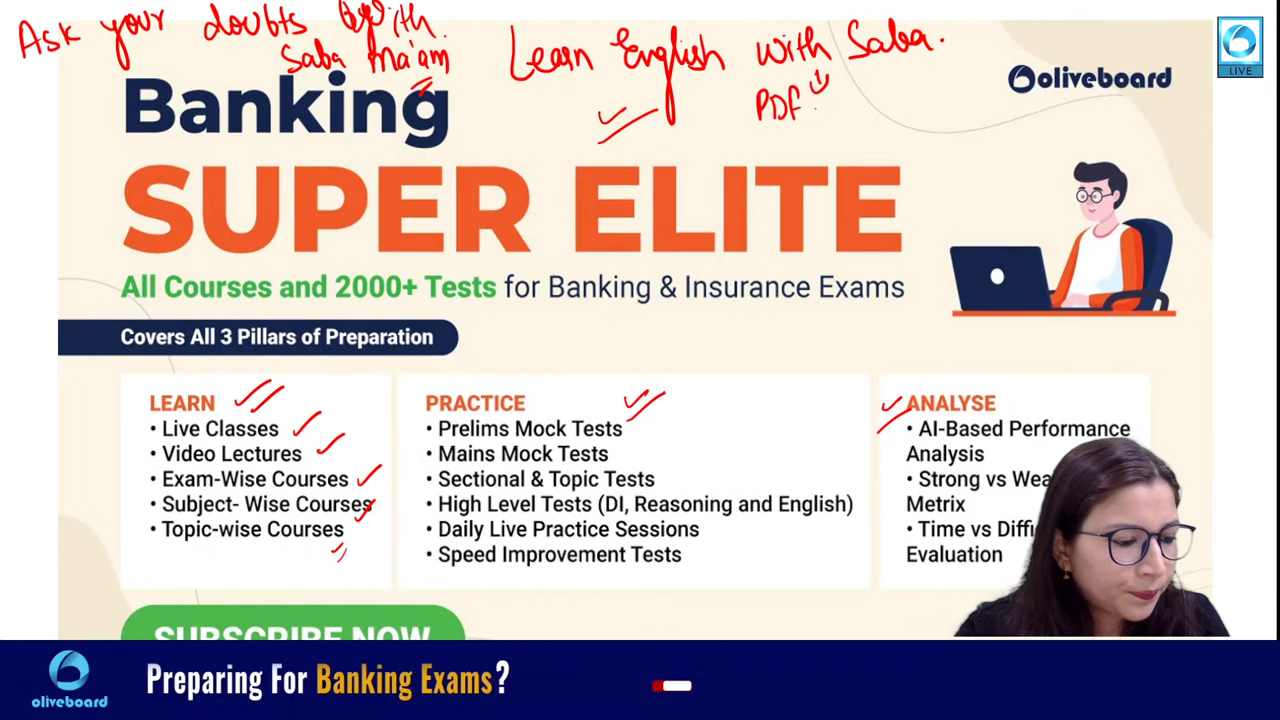 Ask your doubts with
Saba Ma'am
Learn English with Saba.
PDF
LIVE
Banking
oliveboard
SUPER ELITE
All Courses and 2000+ Tests for Banking & Insurance Exams
Covers All 3 Pillars of Preparation
LEARN
• Live Classes
• Video Lectures
• Exam-Wise Courses
• Subject- Wise Courses
• Topic-wise Courses
PRACTICE
• Prelims Mock Tests
• Mains Mock Tests
• Sectional & Topic Tests
• High Level Tests (DI, Reasoning and English)
• Daily Live Practice Sessions
• Speed Improvement Tests
ANALYSE
• AI-Based Performance
Analysis
• Strong vs
Metrix
• Time vs
Evaluation
SUBSCRIBE NOW
oliveboard
Preparing For Banking Exams?